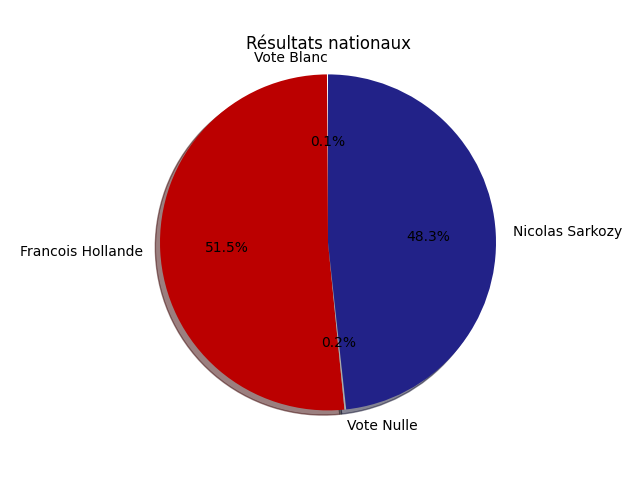 Résultats nationaux
Vote Blanc
0.1%
Nicolas Sarkozy
48.3%
Francois Hollande
51.5%
0.2%
Vote Nulle